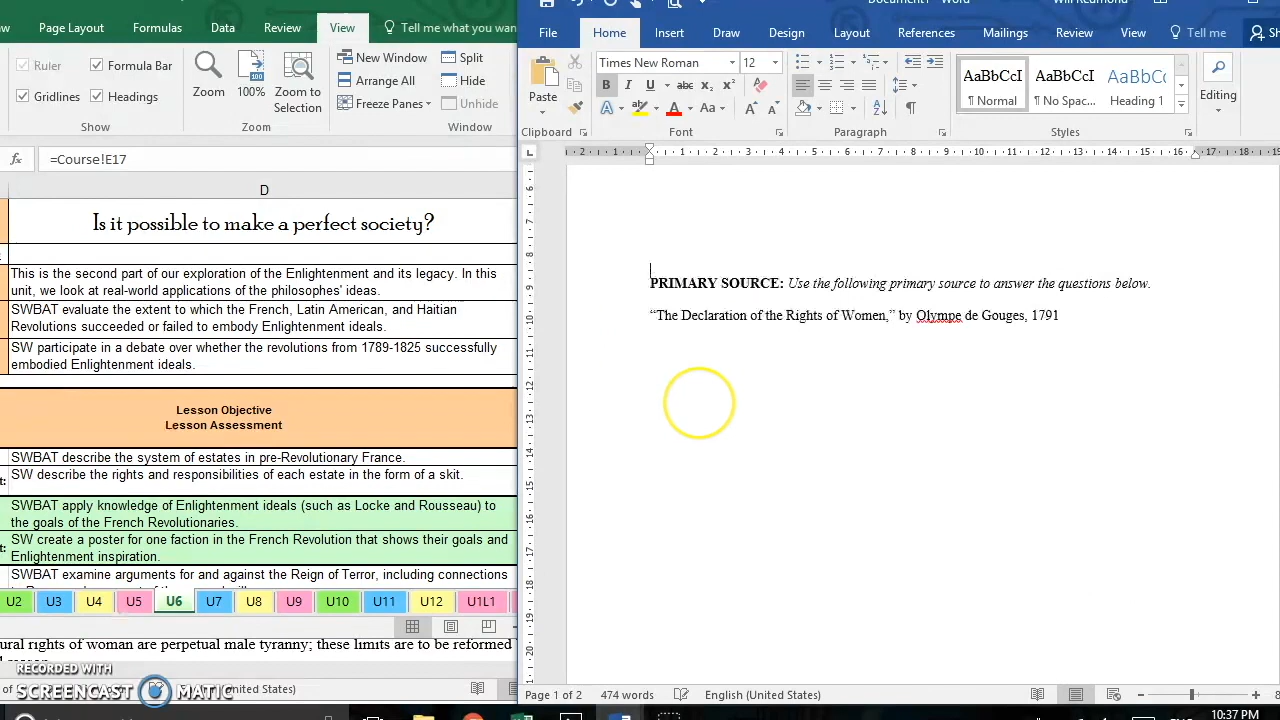 Page Layout Formulas Data Review View Tell me what you wan
Ruler Formula Bar
Gridlines Headings
Show
Zoom 100% Zoom to
Selection
Zoom
New Window Split
Arrange All Hide
Freeze Panes Unhide
Window
fx =Course!E17
D
Is it possible to make a perfect society?
This is the second part of our exploration of the Enlightenment and its legacy. In this
unit, we look at real-world applications of the philosophes' ideas.
SWBAT evaluate the extent to which the French, Latin American, and Haitian
Revolutions succeeded or failed to embody Enlightenment ideals.
SW participate in a debate over whether the revolutions from 1789-1825 successfully
embodied Enlightenment ideals.
Lesson Objective
Lesson Assessment
SWBAT describe the system of estates in pre-Revolutionary France.
SW describe the rights and responsibilities of each estate in the form of a skit.
SWBAT apply knowledge of Enlightenment ideals (such as Locke and Rousseau) to
the goals of the French Revolutionaries.
SW create a poster for one faction in the French Revolution that shows their goals and
Enlightenment inspiration.
SWBAT examine arguments for and against the Reign of Terror, including connections
U2 U3 U4 U5 U6 U7 U8 U9 U10 U11 U12 U1L1
ural rights of woman are perpetual male tyranny; these limits are to be reformed
RECORDED WITH
SCREENCAST MATIC
States)
File Home Insert Draw Design Layout References Mailings Review View Tell me Sh
Paste
Clipboard
Times New Roman 12
B I U abc x₂ x²
A A Aa A A
Font
Paragraph
AaBbCcI AaBbCcI AaBbCc
¶ Normal ¶ No Spac... Heading 1
Styles
Editing
PRIMARY SOURCE: Use the following primary source to answer the questions below.
“The Declaration of the Rights of Women,” by Olympe de Gouges, 1791
Page 1 of 2 474 words English (United States)
10:37 PM